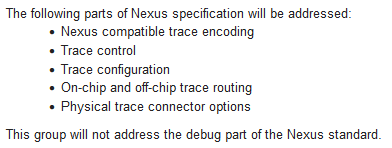 The following parts of Nexus specification will be addressed:
• Nexus compatible trace encoding
• Trace control
• Trace configuration
• On-chip and off-chip trace routing
• Physical trace connector options
This group will not address the debug part of the Nexus standard.